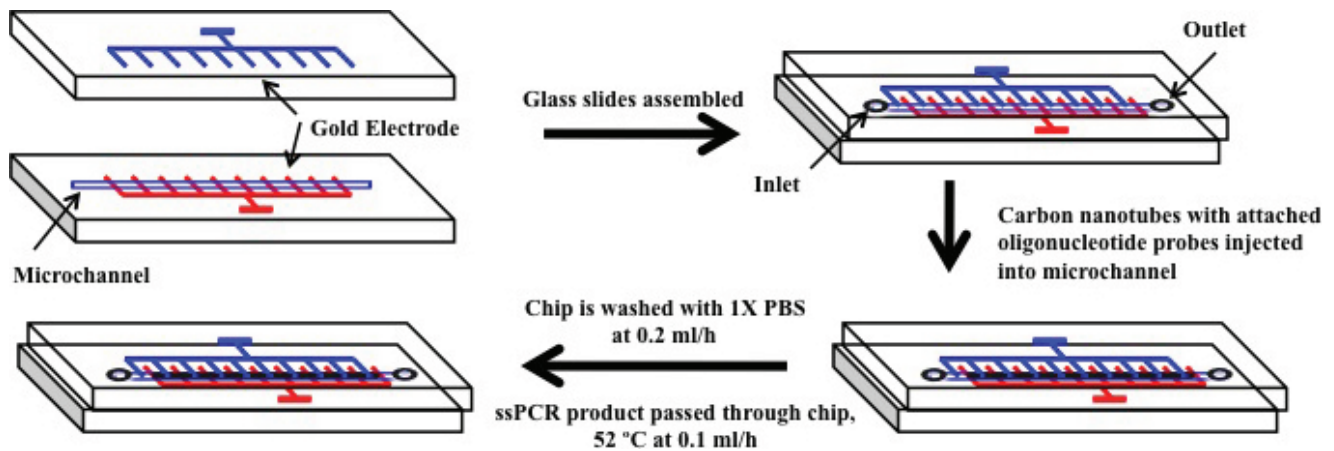 Gold Electrode
Microchannel
Glass slides assembled
Outlet
Inlet
Carbon nanotubes with attached
oligonucleotide probes injected
into microchannel
Chip is washed with 1X PBS
at 0.2 ml/h
ssPCR product passed through chip,
52 ºC at 0.1 ml/h